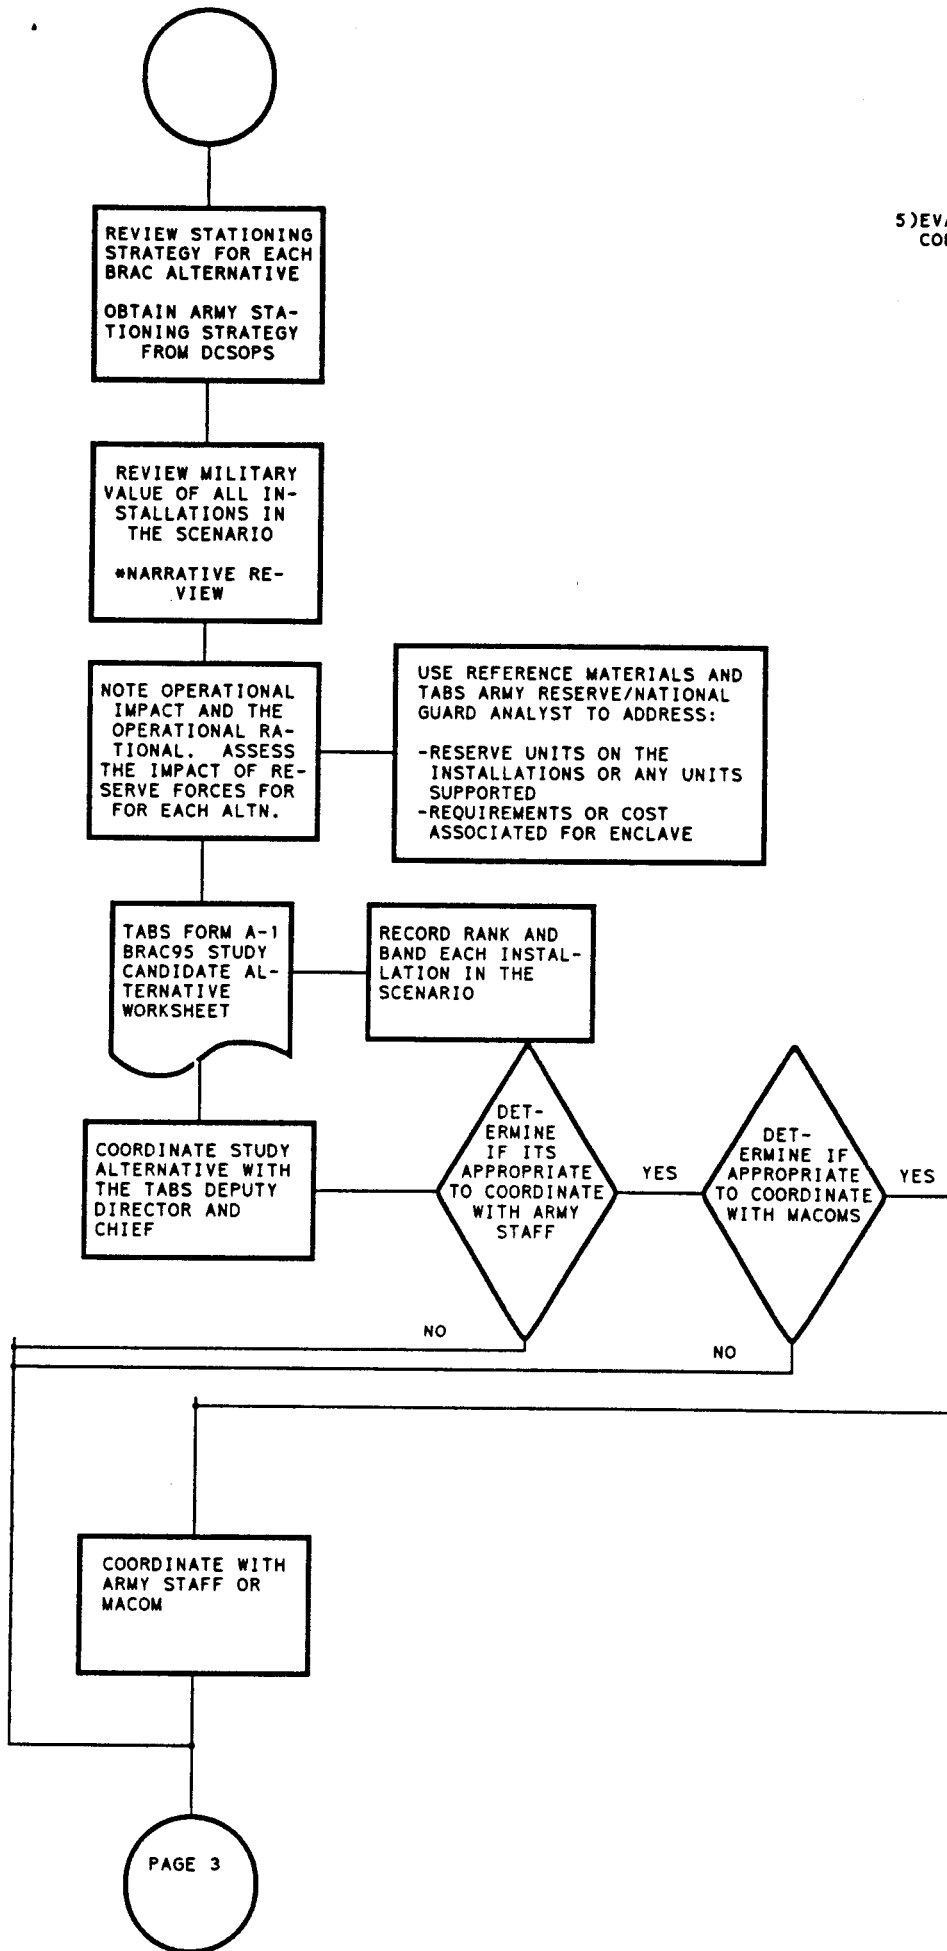 REVIEW STATIONING
STRATEGY FOR EACH
BRAC ALTERNATIVE
OBTAIN ARMY STA-
TIONING STRATEGY
FROM DCSOPS
REVIEW MILITARY
VALUE OF ALL IN-
STALLATIONS IN
THE SCENARIO
*NARRATIVE RE-
VIEW
NOTE OPERATIONAL
IMPACT AND THE
OPERATIONAL RA-
TIONAL. ASSESS
THE IMPACT OF RE-
SERVE FORCES FOR
FOR EACH ALTN.
USE REFERENCE MATERIALS AND
TABS ARMY RESERVE/NATIONAL
GUARD ANALYST TO ADDRESS:
-RESERVE UNITS ON THE
INSTALLATIONS OR ANY UNITS
SUPPORTED
-REQUIREMENTS OR COST
ASSOCIATED FOR ENCLAVE
TABS FORM A-1
BRAC95 STUDY
CANDIDATE AL-
TERNATIVE
WORKSHEET
RECORD RANK AND
BAND EACH INSTAL-
LATION IN THE
SCENARIO
COORDINATE STUDY
ALTERNATIVE WITH
THE TABS DEPUTY
DIRECTOR AND
CHIEF
DET-
ERMINE
IF ITS
APPROPRIATE
TO COORDINATE
WITH ARMY
STAFF
YES
DET-
ERMINE IF
APPROPRIATE
TO COORDINATE
WITH MACOMS
YES
NO
NO
COORDINATE WITH
ARMY STAFF OR
MACOM
PAGE 3
5)